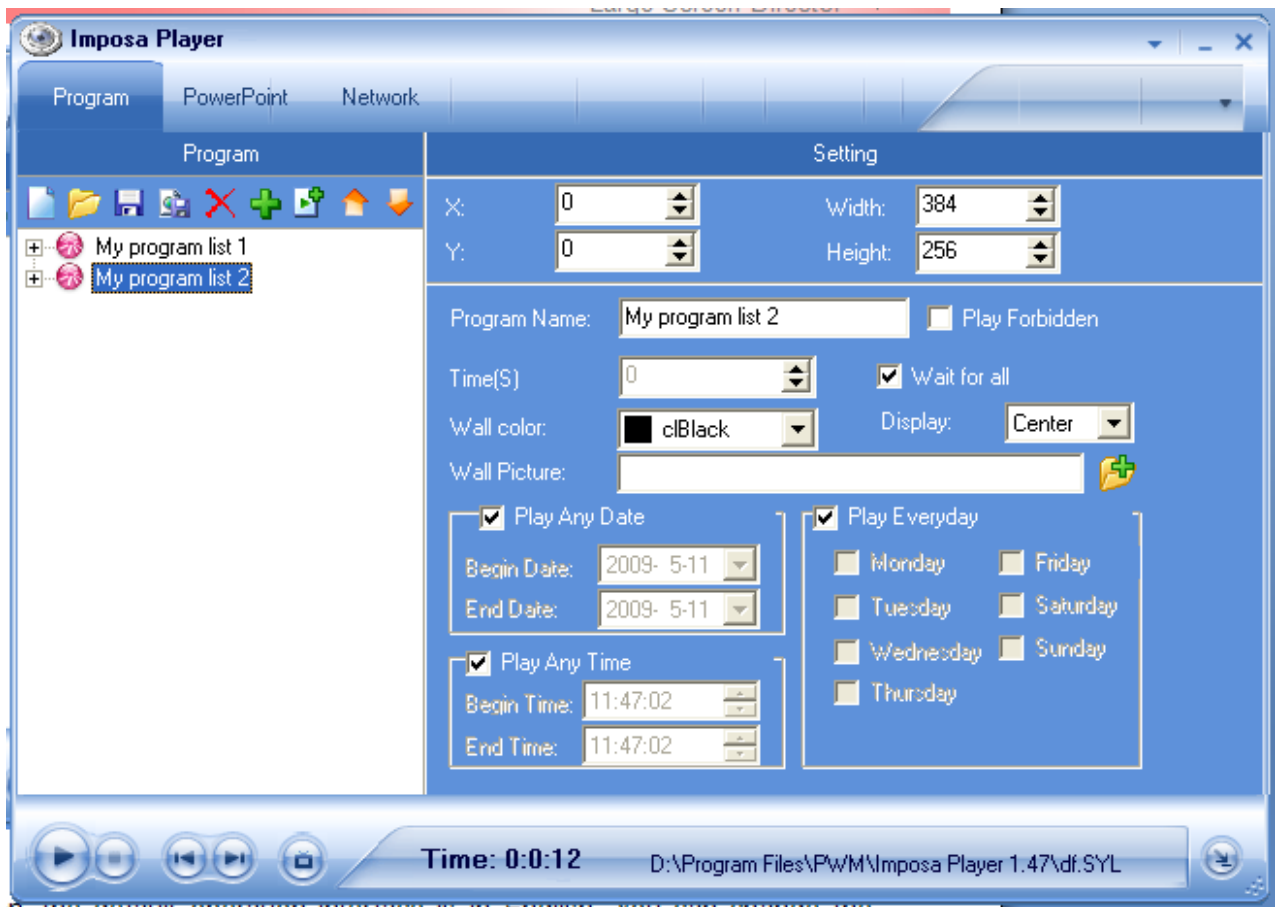 Large Screen Director
Imposa Player
Program PowerPoint Network
Program
My program list 1
My program list 2
Setting
X: 0 Width: 384
Y: 0 Height: 256
Program Name: My program list 2 Play Forbidden
Time(S) 0 Wait for all
Wall color: clBlack Display: Center
Wall Picture:
Play Any Date
Begin Date: 2009- 5-11
End Date: 2009- 5-11
Play Any Time
Begin Time: 11:47:02
End Time: 11:47:02
Play Everyday
Monday Friday
Tuesday Saturday
Wednesday Sunday
Thursday
Time: 0:0:12 D:\Program Files\PWM\Imposa Player 1.47\df.SYL